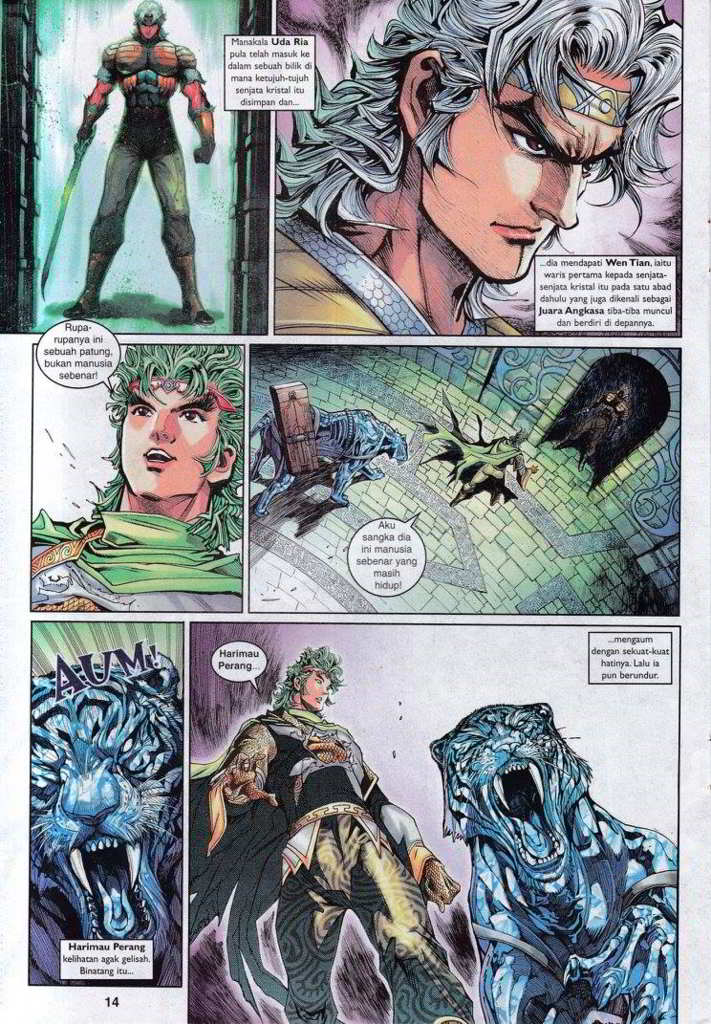 Manakala Uda Ria
pula telah masuk ke
dalam sebuah bilik di
mana ketujuh-tujuh
senjata kristal itu
disimpan dan...
...dia mendapati Wen Tian, iaitu
waris pertama kepada senjata-
senjata kristal itu pada satu abad
dahulu yang juga dikenali sebagai
Juara Angkasa tiba-tiba muncul
dan berdiri di depannya.
Rupa-
rupanya ini
sebuah patung,
bukan manusia
sebenar!
Aku
sangka dia
ini manusia
sebenar yang
masih
hidup!
AUM!
Harimau Perang
kelihatan agak gelisah.
Binatang itu...
Harimau
Perang...
...mengaum
dengan sekuat-kuat
hatinya. Lalu ia
pun berundur.
14